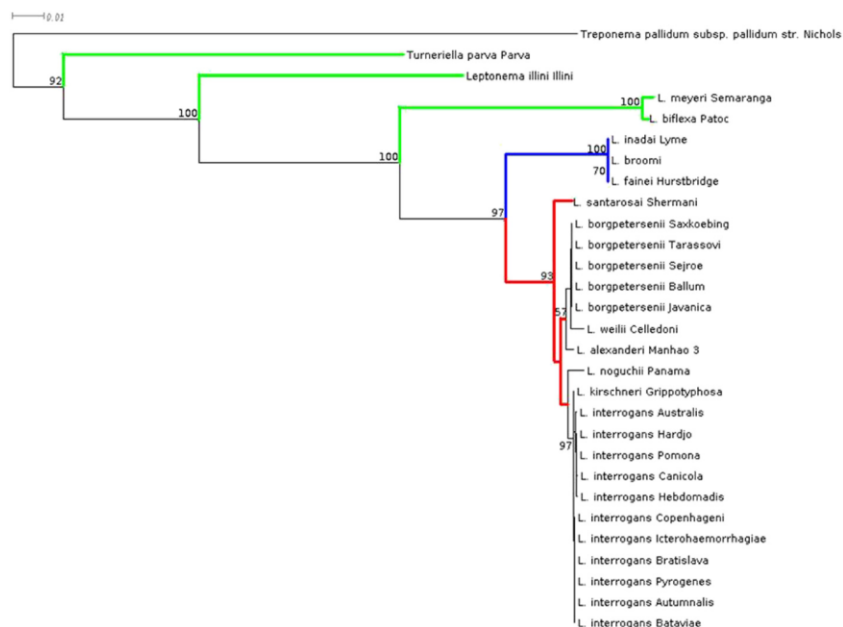 0.01
Treponema pallidum subsp. pallidum str. Nichols
Turneriella parva Parva
92
Leptonema illini Illini
L. meyeri Semaranga
100
100
L. biflexa Patoc
L. inadai Lyme
100
100
L. broomi
70
L. fainei Hurstbridge
L. santarosai Shermani
97
L. borgpetersenii Saxkoebing
L. borgpetersenii Tarassovi
L. borgpetersenii Sejroe
93
L. borgpetersenii Ballum
L. borgpetersenii Javanica
57
L. weilii Celledoni
L. alexanderi Manhao 3
L. noguchii Panama
L. kirschneri Grippotyphosa
L. interrogans Australis
L. interrogans Hardjo
97
L. interrogans Pomona
L. interrogans Canicola
L. interrogans Hebdomadis
L. interrogans Copenhageni
L. interrogans Icterohaemorrhagiae
L. interrogans Bratislava
L. interrogans Pyrogenes
L. interrogans Autumnalis
L. interrogans Bataviae